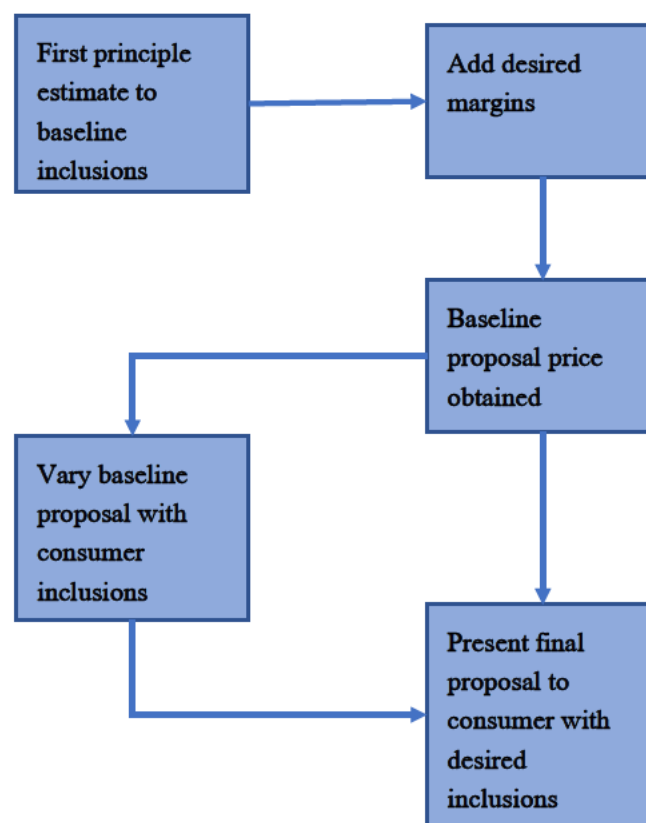 First principle
estimate to
baseline
inclusions
Add desired
margins
Baseline
proposal price
obtained
Vary baseline
proposal with
consumer
inclusions
Present final
proposal to
consumer with
desired
inclusions